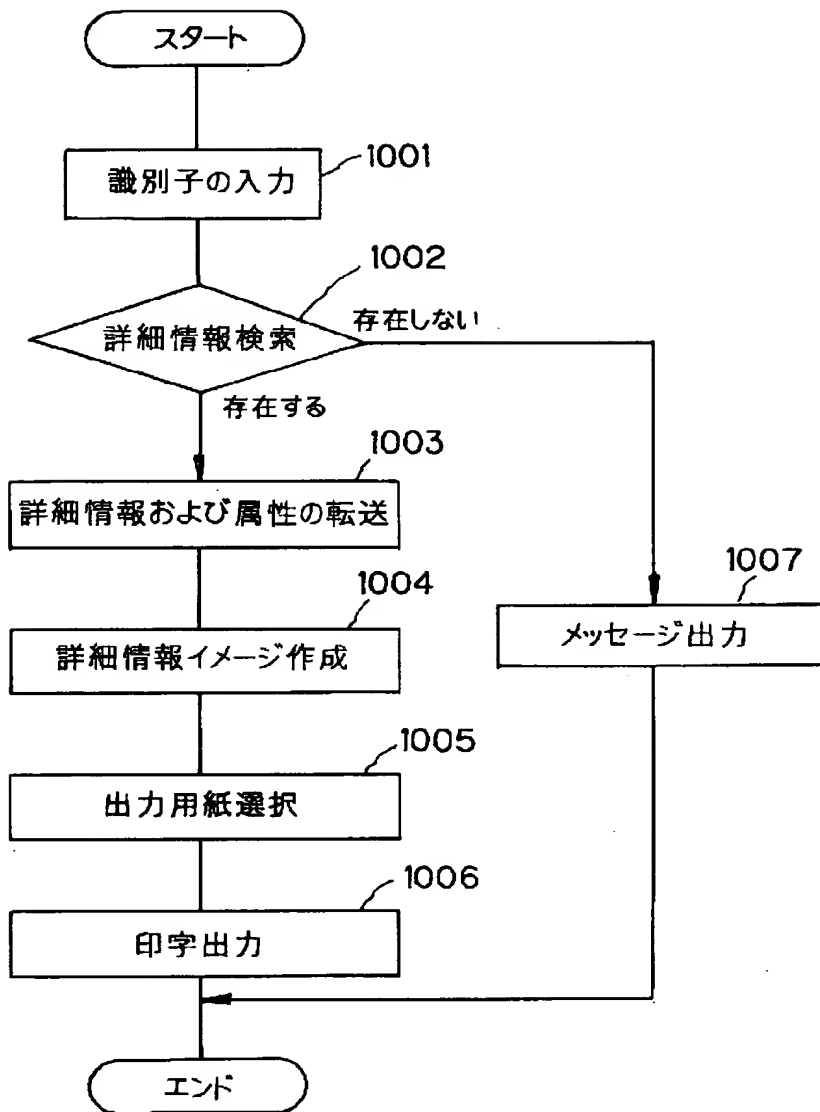 スタート
1001
識別子の入力
1002
詳細情報検索
存在しない
存在する
1003
詳細情報および属性の転送
1004
詳細情報イメージ作成
1007
メッセージ出力
1005
出力用紙選択
1006
印字出力
エンド